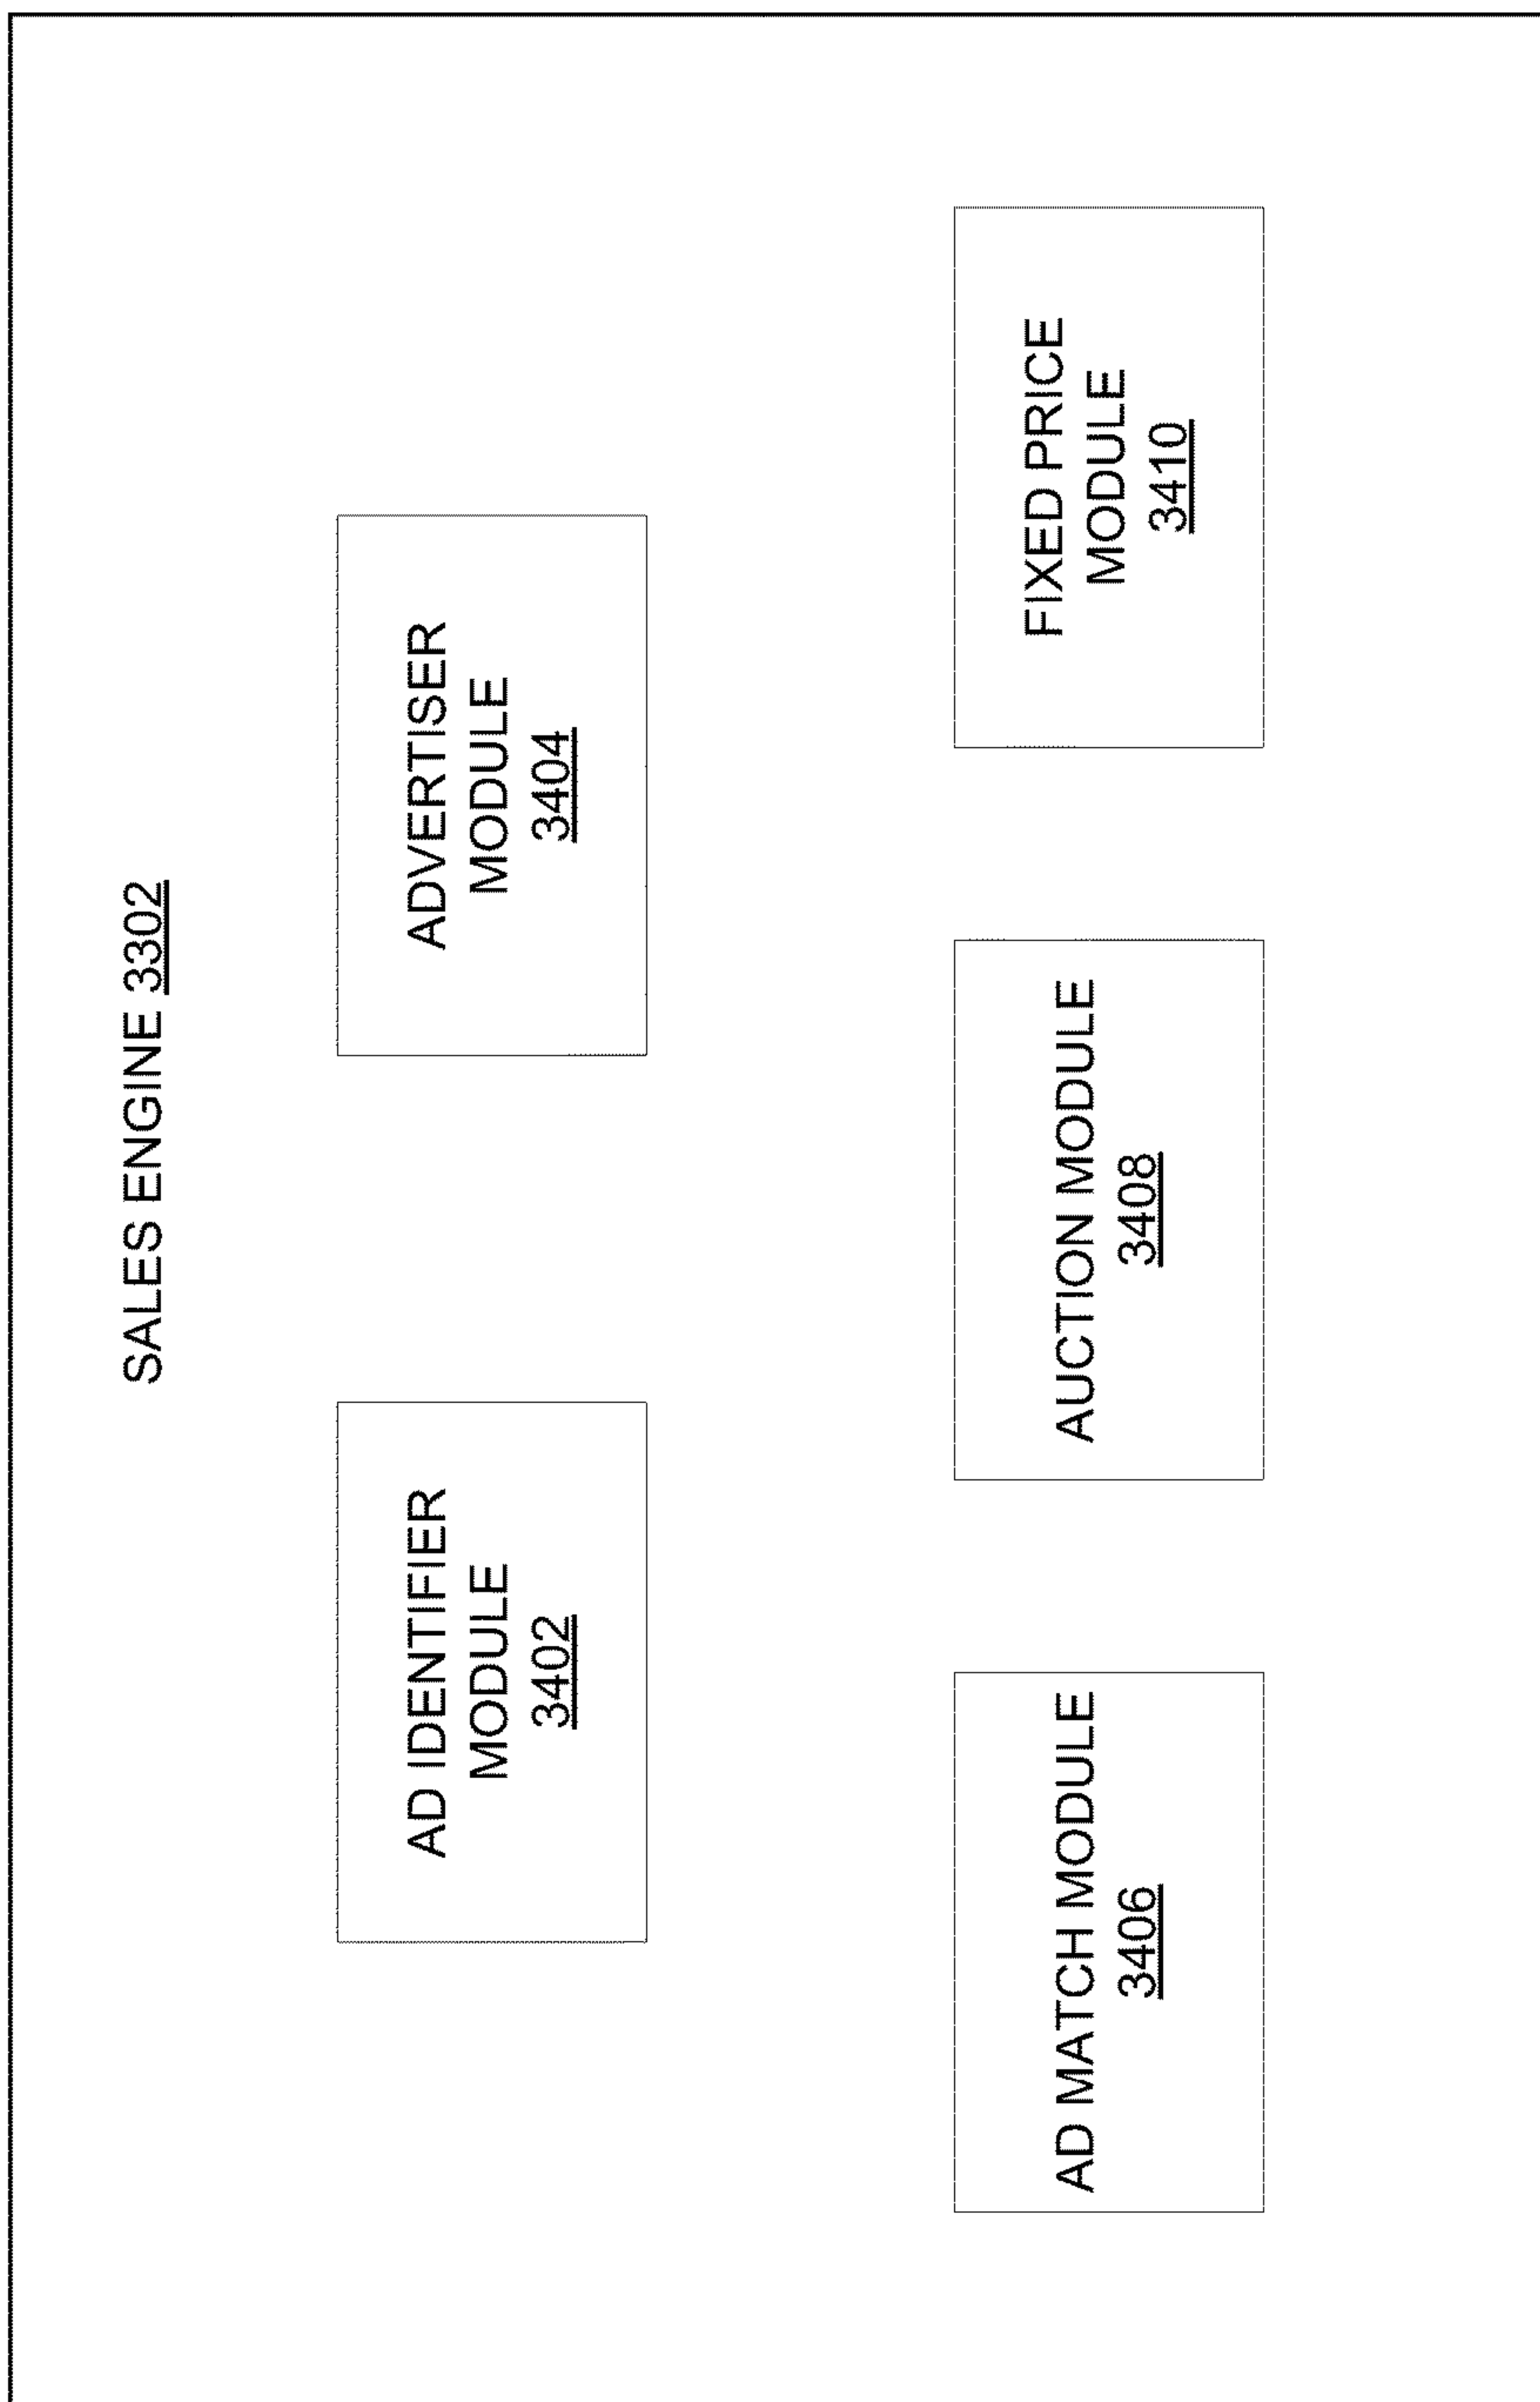 SALES ENGINE 3302
AD IDENTIFIER
MODULE
3402
ADVERTISER
MODULE
3404
AD MATCH MODULE
3406
AUCTION MODULE
3408
FIXED PRICE
MODULE
3410